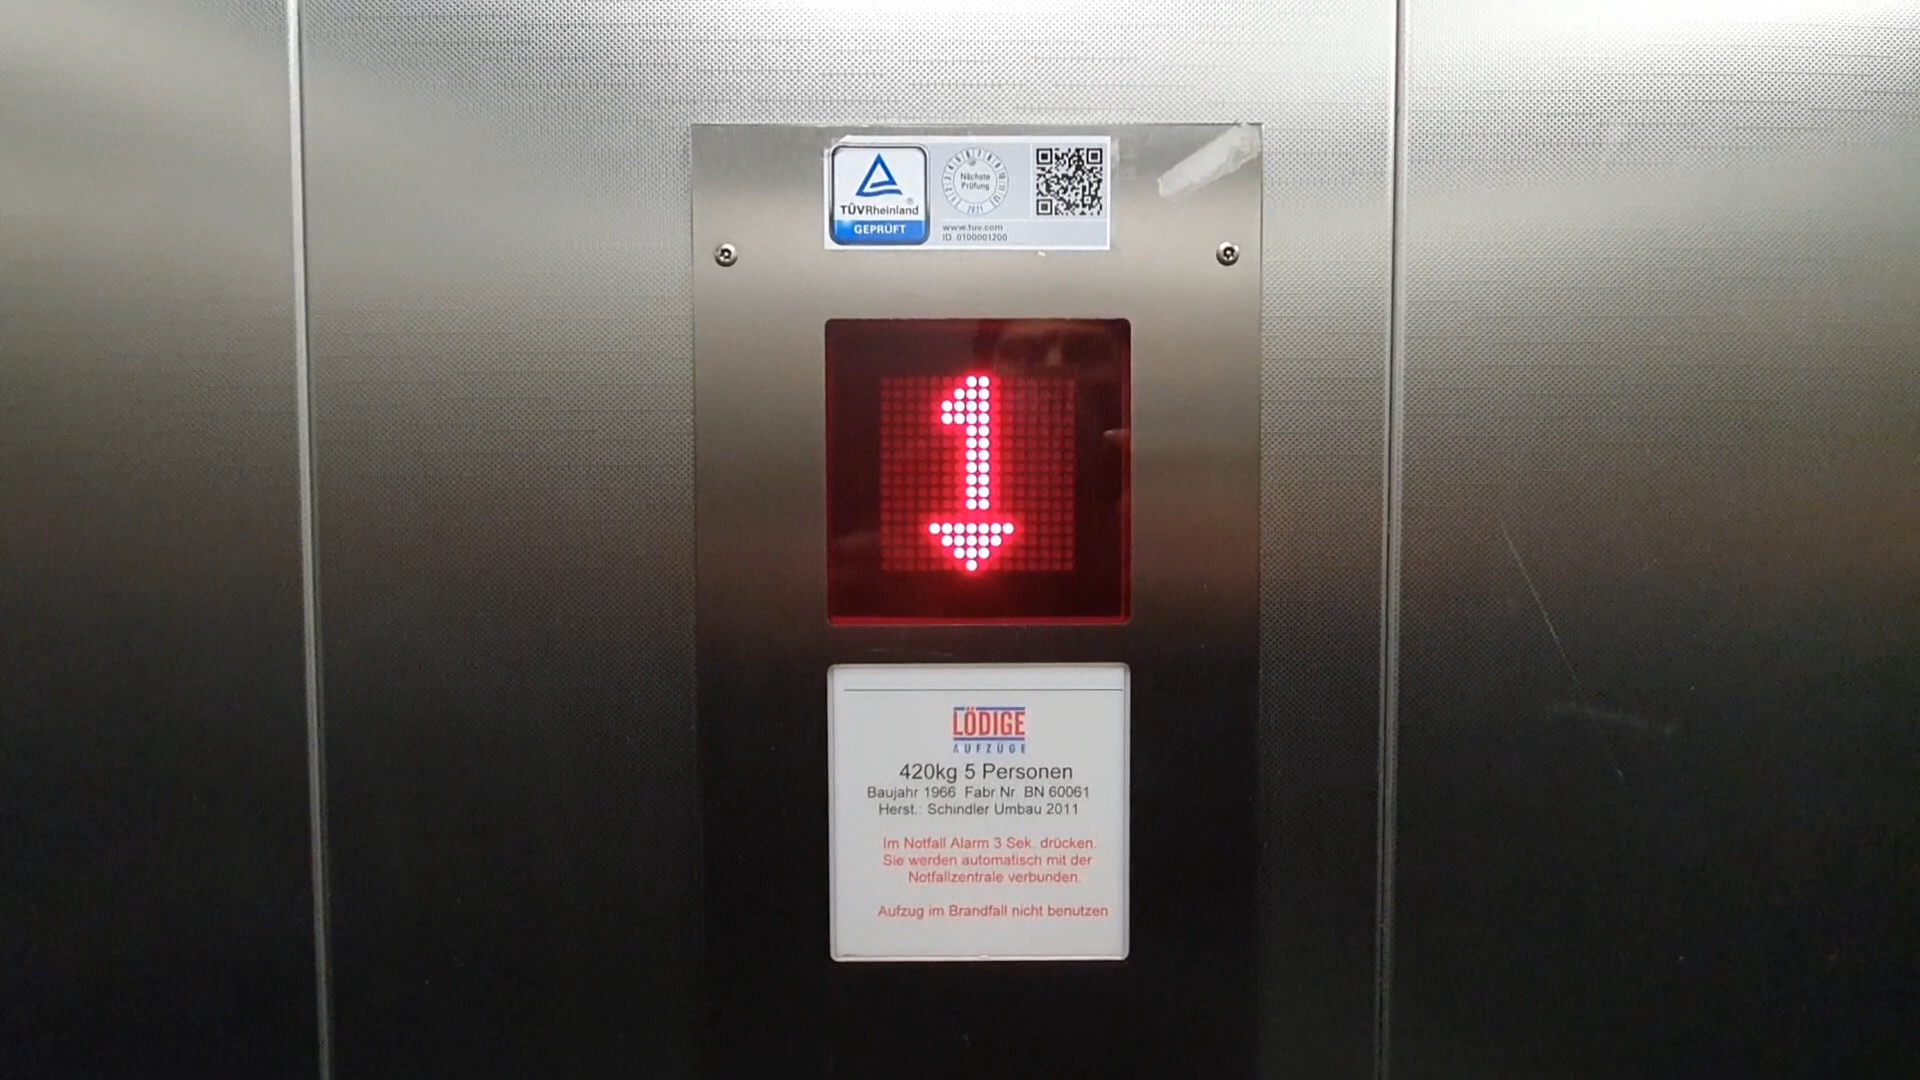 TÜVRheinland®
GEPRÜFT
Nächste
Prüfung
2021
www.tuv.com
ID 0100001200
1
LÖDIGE
AUFZÜGE
420kg 5 Personen
Baujahr 1966 Fabr.Nr. BN 60061
Herst.: Schindler Umbau 2011
Im Notfall Alarm 3 Sek. drücken.
Sie werden automatisch mit der
Notfallzentrale verbunden.
Aufzug im Brandfall nicht benutzen